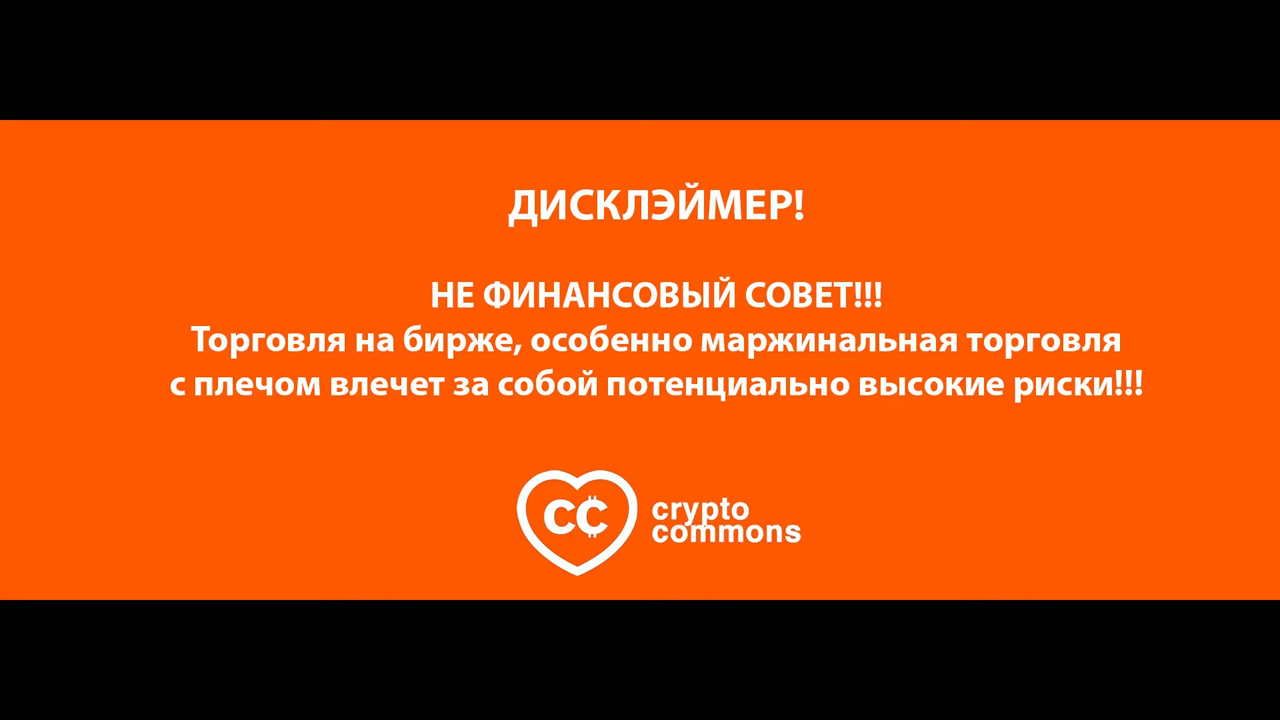 ДИСКЛЭЙМЕР!
НЕ ФИНАНСОВЫЙ СОВЕТ!!!
Торговля на бирже, особенно маржинальная торговля
с плечом влечет за собой потенциально высокие риски!!!
CC
crypto
commons